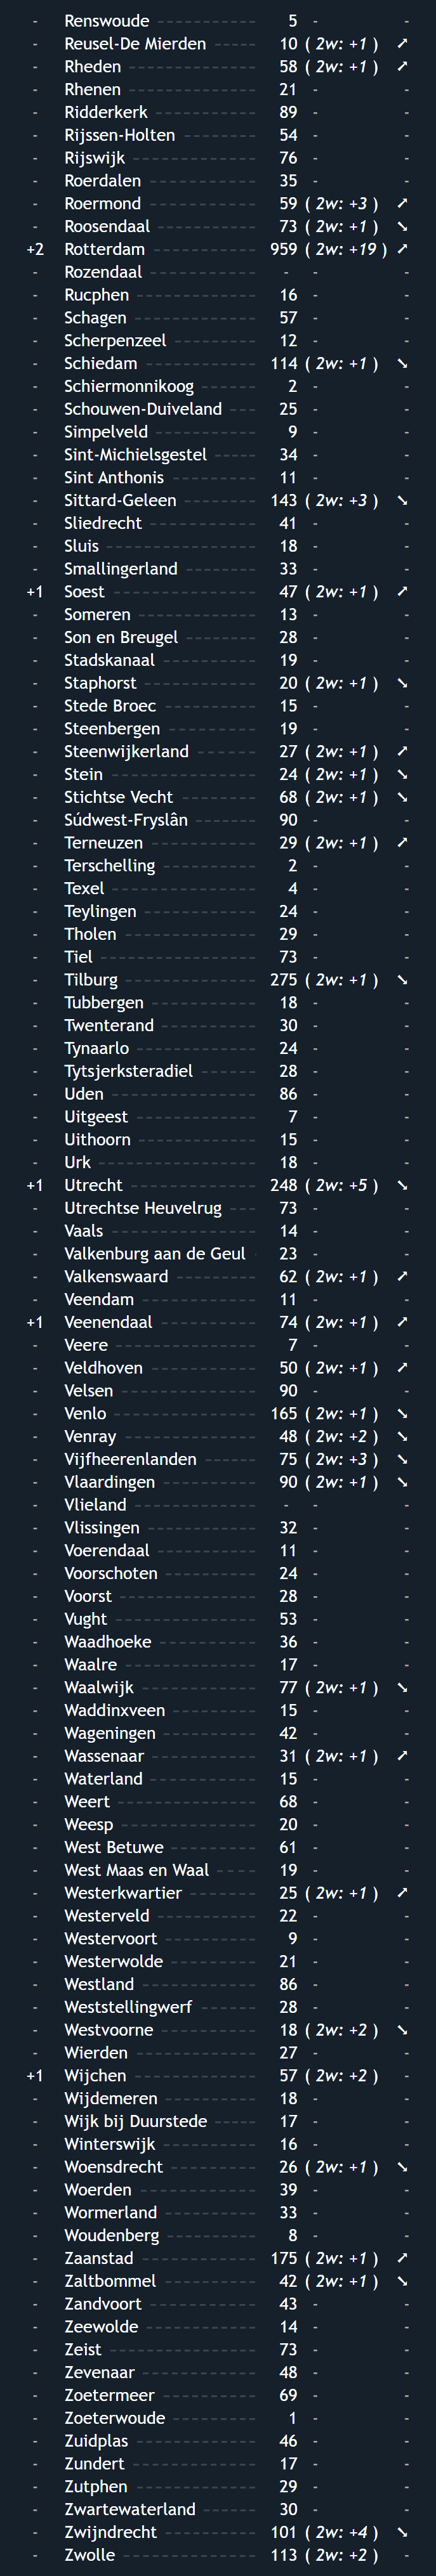 - Renswoude 5 - -
- Reusel-De Mierden 10 ( 2w: +1 ) ➚
- Rheden 58 ( 2w: +1 ) ➚
- Rhenen 21 - -
- Ridderkerk 89 - -
- Rijssen-Holten 54 - -
- Rijswijk 76 - -
- Roerdalen 35 - -
- Roermond 59 ( 2w: +3 ) ➚
- Roosendaal 73 ( 2w: +1 ) ➘
+2 Rotterdam 959 ( 2w: +19 ) ➚
- Rozendaal - - -
- Rucphen 16 - -
- Schagen 57 - -
- Scherpenzeel 12 - -
- Schiedam 114 ( 2w: +1 ) ➘
- Schiermonnikoog 2 - -
- Schouwen-Duiveland 25 - -
- Simpelveld 9 - -
- Sint-Michielsgestel 34 - -
- Sint Anthonis 11 - -
- Sittard-Geleen 143 ( 2w: +3 ) ➘
- Sliedrecht 41 - -
- Sluis 18 - -
- Smallingerland 33 - -
+1 Soest 47 ( 2w: +1 ) ➚
- Someren 13 - -
- Son en Breugel 28 - -
- Stadskanaal 19 - -
- Staphorst 20 ( 2w: +1 ) ➘
- Stede Broec 15 - -
- Steenbergen 19 - -
- Steenwijkerland 27 ( 2w: +1 ) ➚
- Stein 24 ( 2w: +1 ) ➘
- Stichtse Vecht 68 ( 2w: +1 ) ➘
- Súdwest-Fryslân 90 - -
- Terneuzen 29 ( 2w: +1 ) ➚
- Terschelling 2 - -
- Texel 4 - -
- Teylingen 24 - -
- Tholen 29 - -
- Tiel 73 - -
- Tilburg 275 ( 2w: +1 ) ➘
- Tubbergen 18 - -
- Twenterand 30 - -
- Tynaarlo 24 - -
- Tytsjerksteradiel 28 - -
- Uden 86 - -
- Uitgeest 7 - -
- Uithoorn 15 - -
- Urk 18 - -
+1 Utrecht 248 ( 2w: +5 ) ➘
- Utrechtse Heuvelrug 73 - -
- Vaals 14 - -
- Valkenburg aan de Geul 23 - -
- Valkenswaard 62 ( 2w: +1 ) ➚
- Veendam 11 - -
+1 Veenendaal 74 ( 2w: +1 ) ➚
- Veere 7 - -
- Veldhoven 50 ( 2w: +1 ) ➚
- Velsen 90 - -
- Venlo 165 ( 2w: +1 ) ➘
- Venray 48 ( 2w: +2 ) ➘
- Vijfheerenlanden 75 ( 2w: +3 ) ➘
- Vlaardingen 90 ( 2w: +1 ) ➘
- Vlieland - - -
- Vlissingen 32 - -
- Voerendaal 11 - -
- Voorschoten 24 - -
- Voorst 28 - -
- Vught 53 - -
- Waadhoeke 36 - -
- Waalre 17 - -
- Waalwijk 77 ( 2w: +1 ) ➘
- Waddinxveen 15 - -
- Wageningen 42 - -
- Wassenaar 31 ( 2w: +1 ) ➚
- Waterland 15 - -
- Weert 68 - -
- Weesp 20 - -
- West Betuwe 61 - -
- West Maas en Waal 19 - -
- Westerkwartier 25 ( 2w: +1 ) ➚
- Westerveld 22 - -
- Westervoort 9 - -
- Westerwolde 21 - -
- Westland 86 - -
- Weststellingwerf 28 - -
- Westvoorne 18 ( 2w: +2 ) ➘
- Wierden 27 - -
+1 Wijchen 57 ( 2w: +2 ) -
- Wijdemeren 18 - -
- Wijk bij Duurstede 17 - -
- Winterswijk 16 - -
- Woensdrecht 26 ( 2w: +1 ) ➘
- Woerden 39 - -
- Wormerland 33 - -
- Woudenberg 8 - -
- Zaanstad 175 ( 2w: +1 ) ➚
- Zaltbommel 42 ( 2w: +1 ) ➘
- Zandvoort 43 - -
- Zeewolde 14 - -
- Zeist 73 - -
- Zevenaar 48 - -
- Zoetermeer 69 - -
- Zoeterwoude 1 - -
- Zuidplas 46 - -
- Zundert 17 - -
- Zutphen 29 - -
- Zwartewaterland 30 - -
- Zwijndrecht 101 ( 2w: +4 ) ➘
- Zwolle 113 ( 2w: +2 ) -